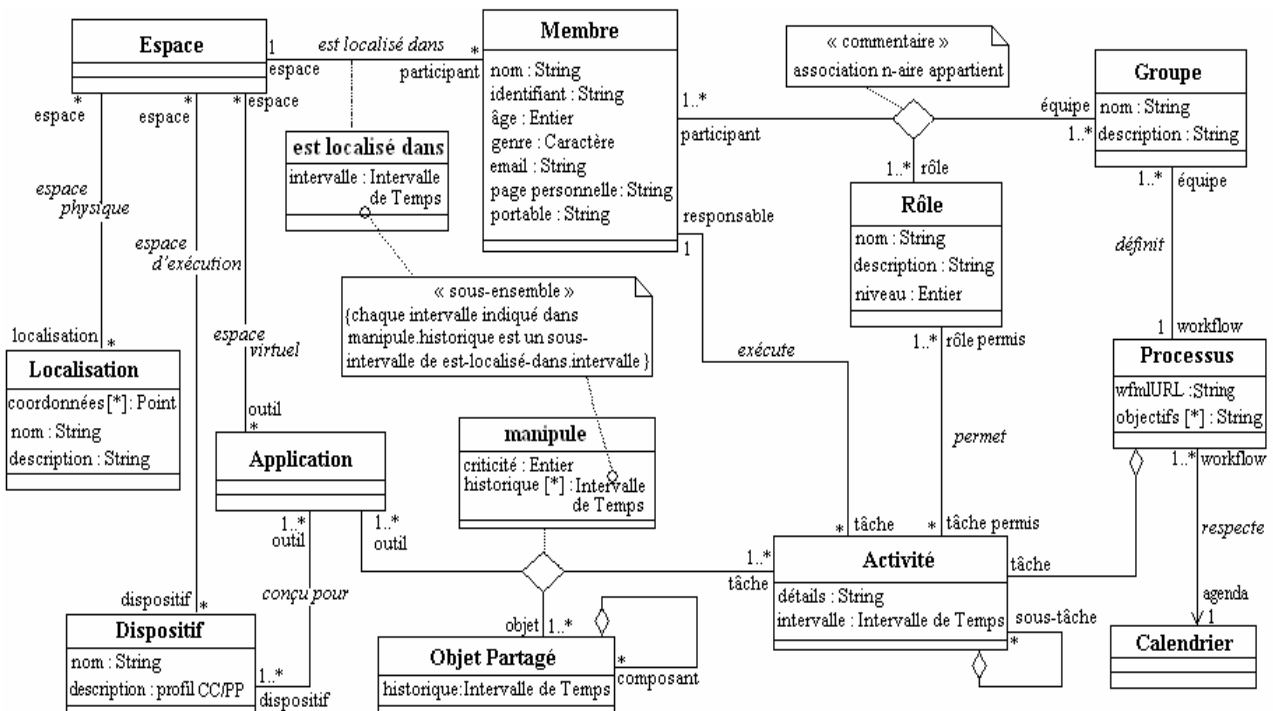 Espace
1
espace
est localisé dans
*
participant
Membre
nom : String
identifiant : String
âge : Entier
genre : Caractère
email : String
page personnelle : String
portable : String
« commentaire »
association n-aire appartient
Groupe
nom : String
description : String
1..*
participant
équipe
1..*
1..*
rôle
1..*
équipe
*
espace
*
espace
*
espace
est localisé dans
intervalle : Intervalle
de Temps
espace
physique
espace
d'exécution
espace
virtuel
responsable
1
Rôle
nom : String
description : String
niveau : Entier
définit
« sous-ensemble »
{chaque intervalle indiqué dans
manipule.historique est un sous-
intervalle de est-localisé-dans.intervalle }
exécute
1..*
rôle permis
1
workflow
localisation
*
Localisation
coordonnées [*] : Point
nom : String
description : String
Processus
wfmlURL :String
objectifs [*] : String
outil
*
Application
manipule
criticité : Entier
historique [*] : Intervalle
de Temps
permet
1..*
workflow
respecte
1..*
outil
1..*
outil
*
tâche
*
tâche permis
1..*
tâche
Activité
détails : String
intervalle : Intervalle de Temps
tâche
sous-tâche
*
agenda
1
Calendrier
conçu pour
dispositif
*
Dispositif
nom : String
description : profil CC/PP
1..*
dispositif
objet
1..*
Objet Partagé
historique:Intervalle de Temps
*
composant